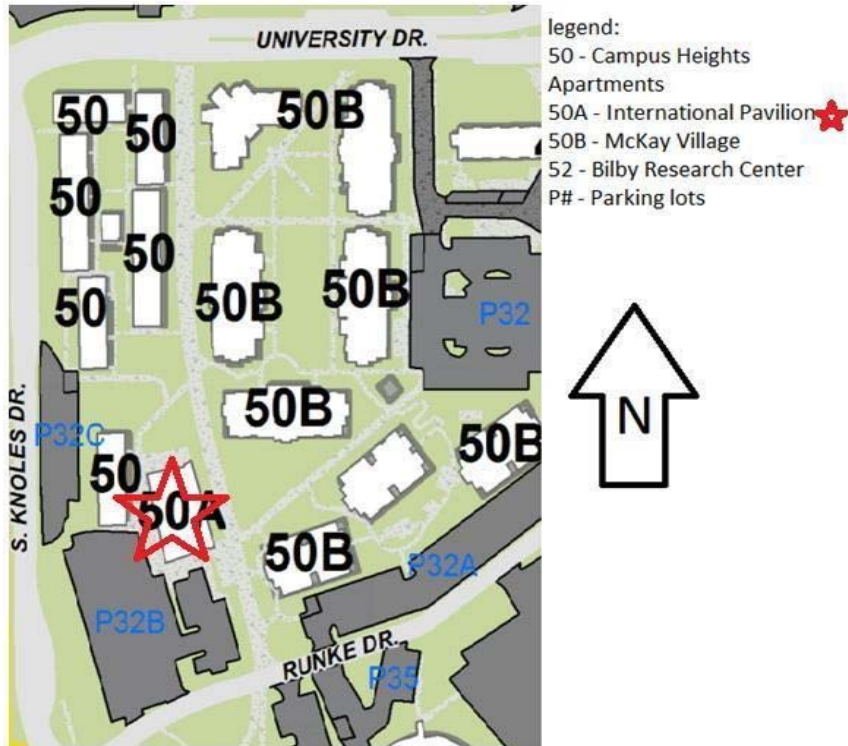 UNIVERSITY DR.
legend:
50 - Campus Heights
Apartments
50A - International Pavilion
50B - McKay Village
52 - Bilby Research Center
P# - Parking lots
50
50
50B
50
50
50B
50B
50
P32
N
50B
S. KNOLES DR.
P32C
50
50A
50B
50B
P32A
P32B
RUNKE DR.
P35